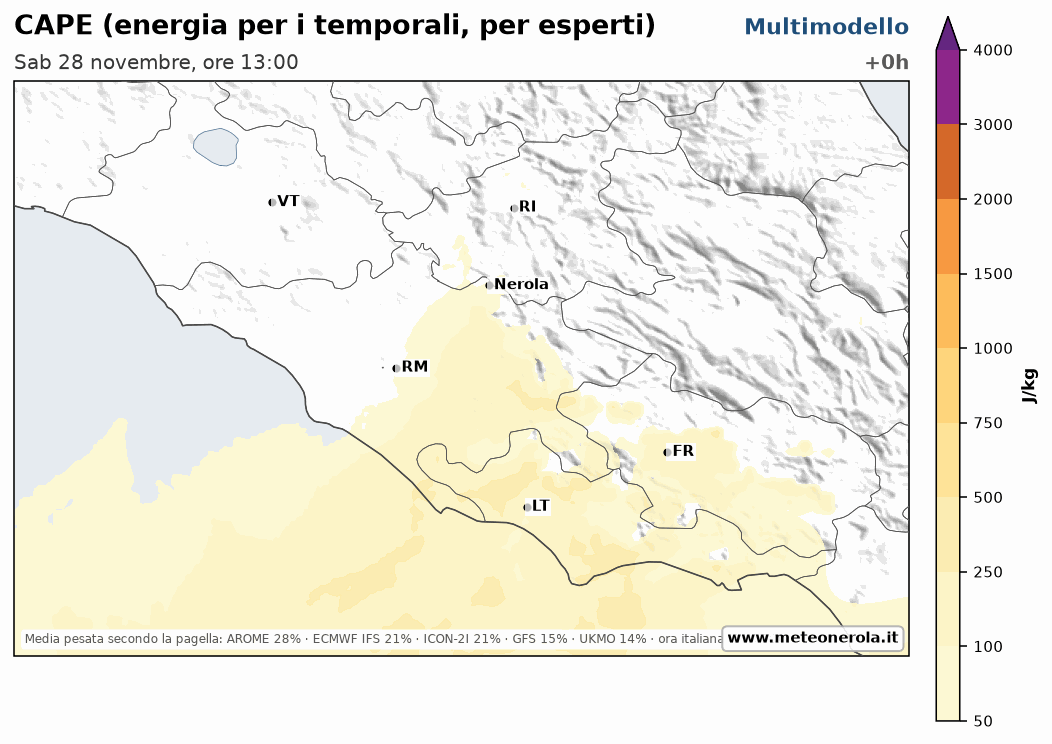 CAPE (energia per i temporali, per esperti)
Multimodello
Sab 28 novembre, ore 13:00
+0h
VT
RI
Nerola
RM
FR
LT
Media pesata secondo la pagella: AROME 28% · ECMWF IFS 21% · ICON-2I 21% · GFS 15% · UKMO 14% · ora italiana
www.meteonerola.it
4000
3000
2000
1500
1000
750
500
250
100
50
J/kg